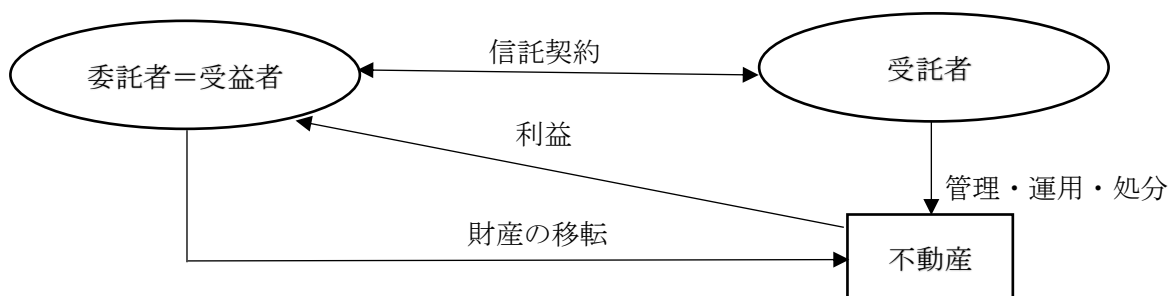 信託契約
委託者＝受益者
受託者
利益
管理・運用・処分
財産の移転
不動産